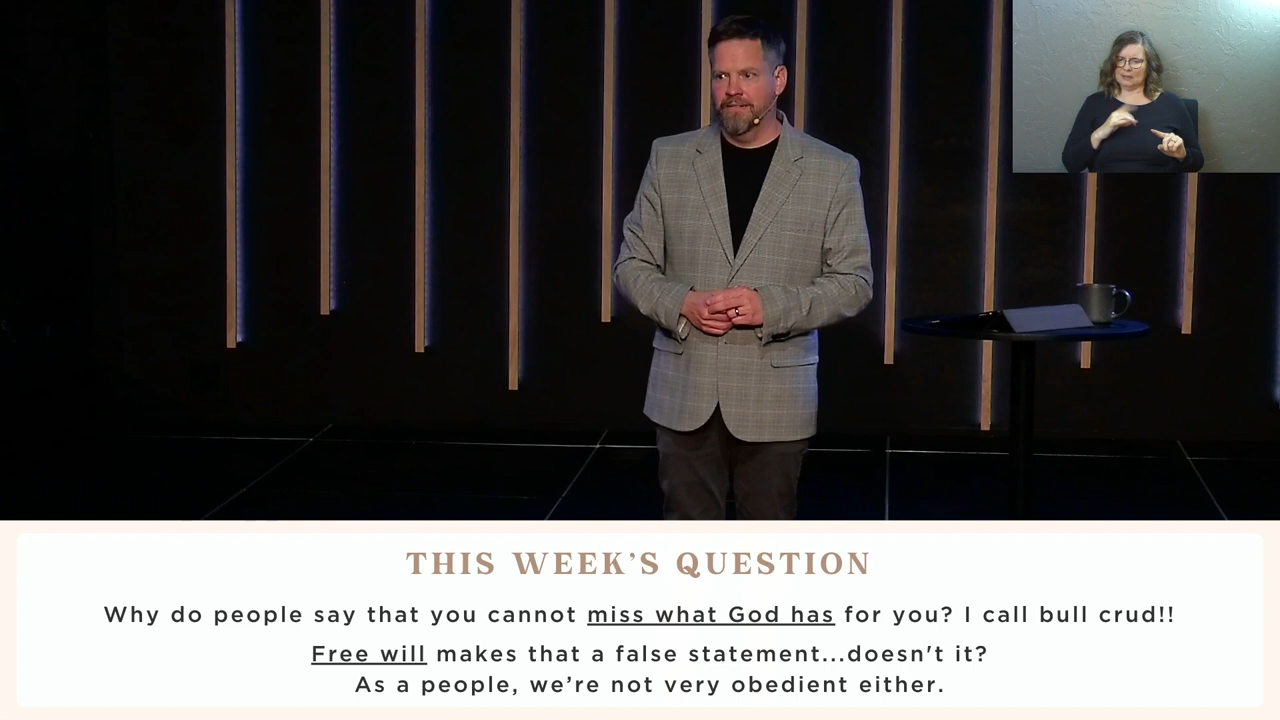 THIS WEEK’S QUESTION
Why do people say that you cannot miss what God has for you? I call bull crud!!
Free will makes that a false statement...doesn't it?
As a people, we’re not very obedient either.